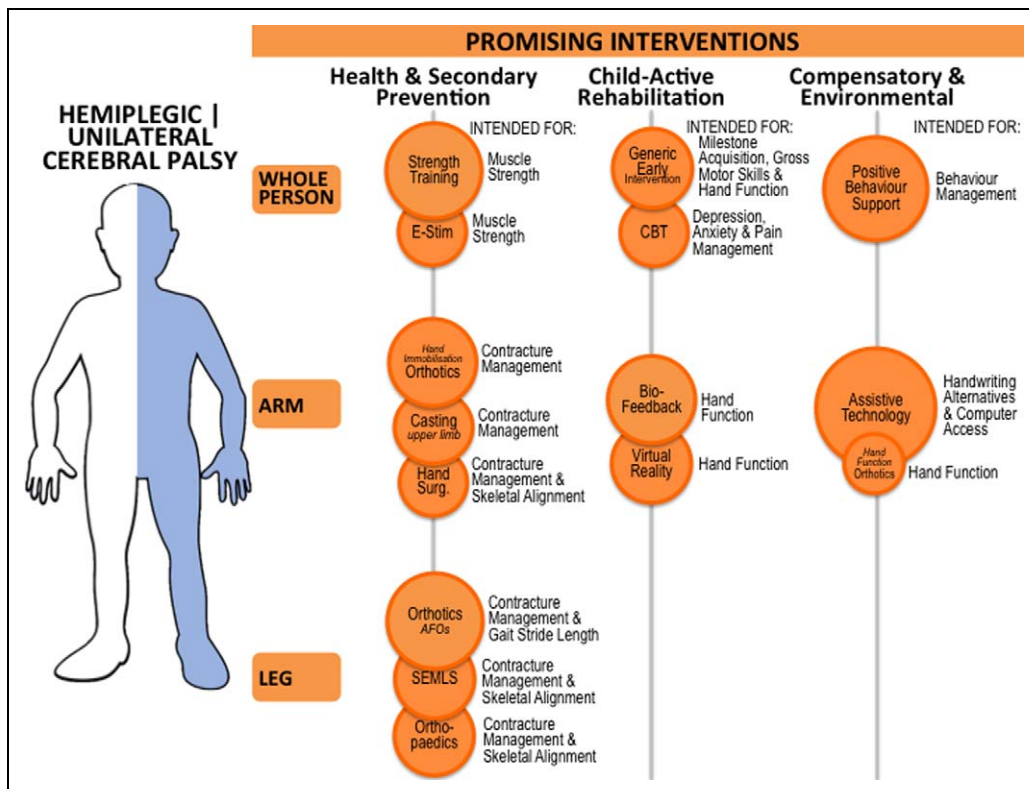 PROMISING INTERVENTIONS
HEMIPLEGIC |
UNILATERAL
CEREBRAL PALSY
Health & Secondary
Prevention
Child-Active
Rehabilitation
Compensatory &
Environmental
WHOLE
PERSON
INTENDED FOR:
Strength
Training
Muscle
Strength
E-Stim
Muscle
Strength
INTENDED FOR:
Generic
Early
Intervention
Milestone
Acquisition, Gross
Motor Skills &
Hand Function
CBT
Depression,
Anxiety & Pain
Management
INTENDED FOR:
Positive
Behaviour
Support
Behaviour
Management
ARM
Hand
Immobilisation
Orthotics
Contracture
Management
Casting
upper limb
Contracture
Management
Hand
Surg.
Contracture
Management &
Skeletal Alignment
Bio-
Feedback
Hand
Function
Virtual
Reality
Hand Function
Assistive
Technology
Handwriting
Alternatives
& Computer
Access
Hand
Function
Orthotics
Hand Function
LEG
Orthotics
AFOs
Contracture
Management &
Gait Stride Length
SEMLS
Contracture
Management &
Skeletal Alignment
Ortho-
paedics
Contracture
Management &
Skeletal Alignment